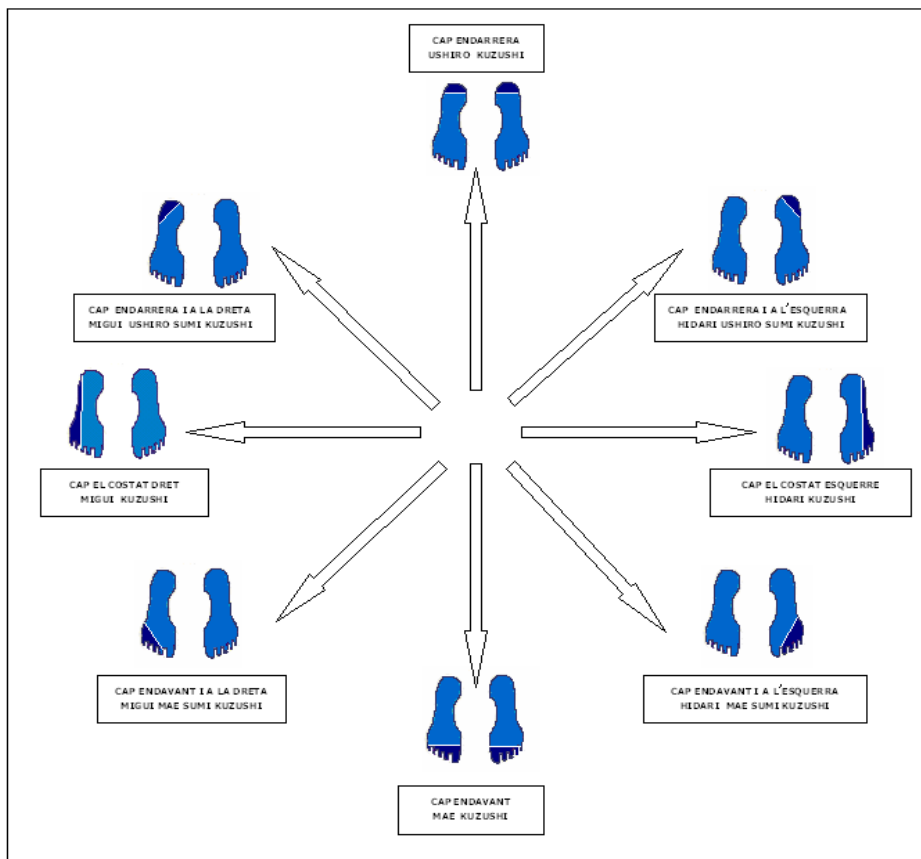 CAP ENDARRERA
USHIRO KUZUSHI
CAP ENDARRERA I A LA DRETA
MIGUI USHIRO SUMI KUZUSHI
CAP ENDARRERA I A L'ESQUERRA
HIDARI USHIRO SUMI KUZUSHI
CAP EL COSTAT DRET
MIGUI KUZUSHI
CAP EL COSTAT ESQUERRE
HIDARI KUZUSHI
CAP ENDAVANT I A LA DRETA
MIGUI MAE SUMI KUZUSHI
CAP ENDAVANT I A L'ESQUERRA
HIDARI MAE SUMI KUZUSHI
CAP ENDAVANT
MAE KUZUSHI